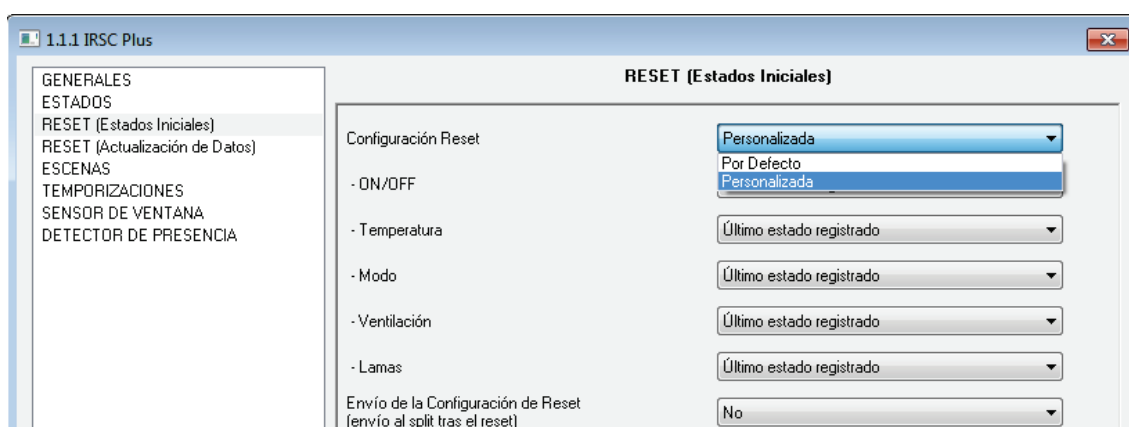 1.1.1 IRSC Plus
GENERALES
ESTADOS
RESET (Estados Iniciales)
RESET (Actualización de Datos)
ESCENAS
TEMPORIZACIONES
SENSOR DE VENTANA
DETECTOR DE PRESENCIA
RESET (Estados Iniciales)
Configuración Reset Personalizada
Por Defecto
Personalizada
- ON/OFF
- Temperatura Último estado registrado
- Modo Último estado registrado
- Ventilación Último estado registrado
- Lamas Último estado registrado
Envío de la Configuración de Reset
(envío al split tras el reset) No